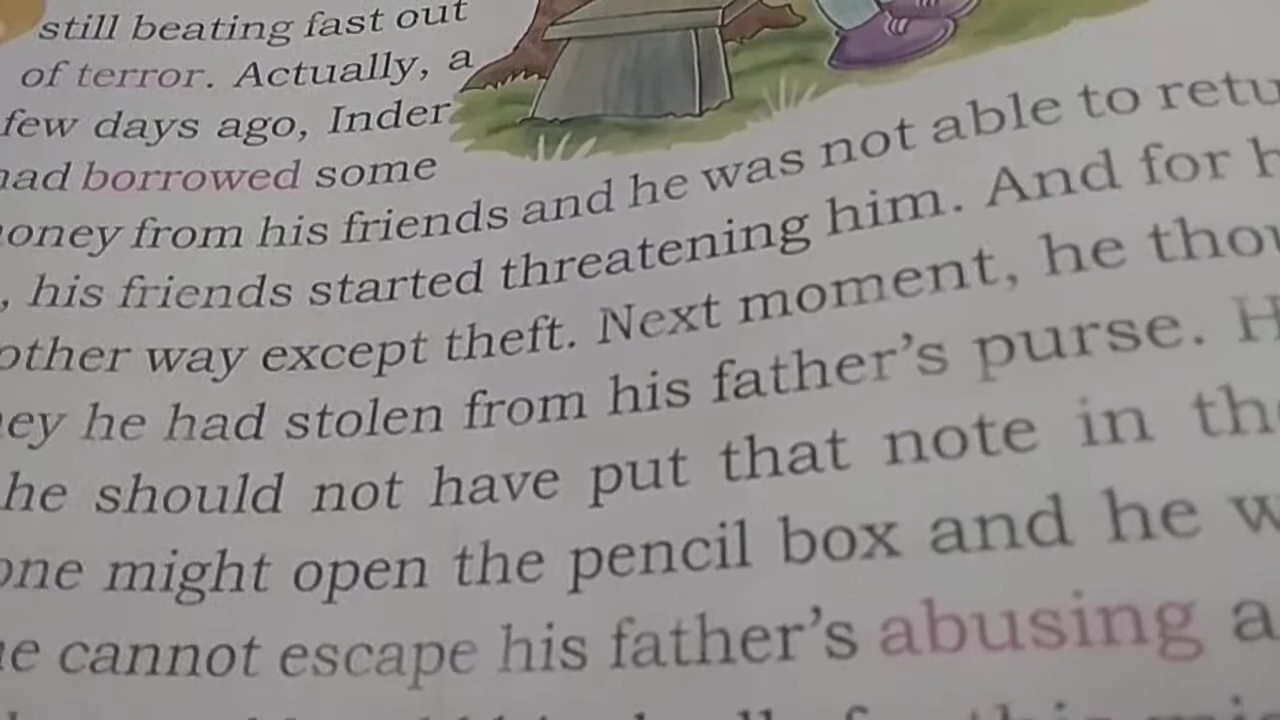 still beating fast out
of terror. Actually, a
few days ago, Inder
had borrowed some
money from his friends and he was not able to
, his friends started threatening him. And for
other way except theft. Next moment, he
he had stolen from his father's purse.
he should not have put that note in
might open the pencil box and he
cannot escape his father's abusing